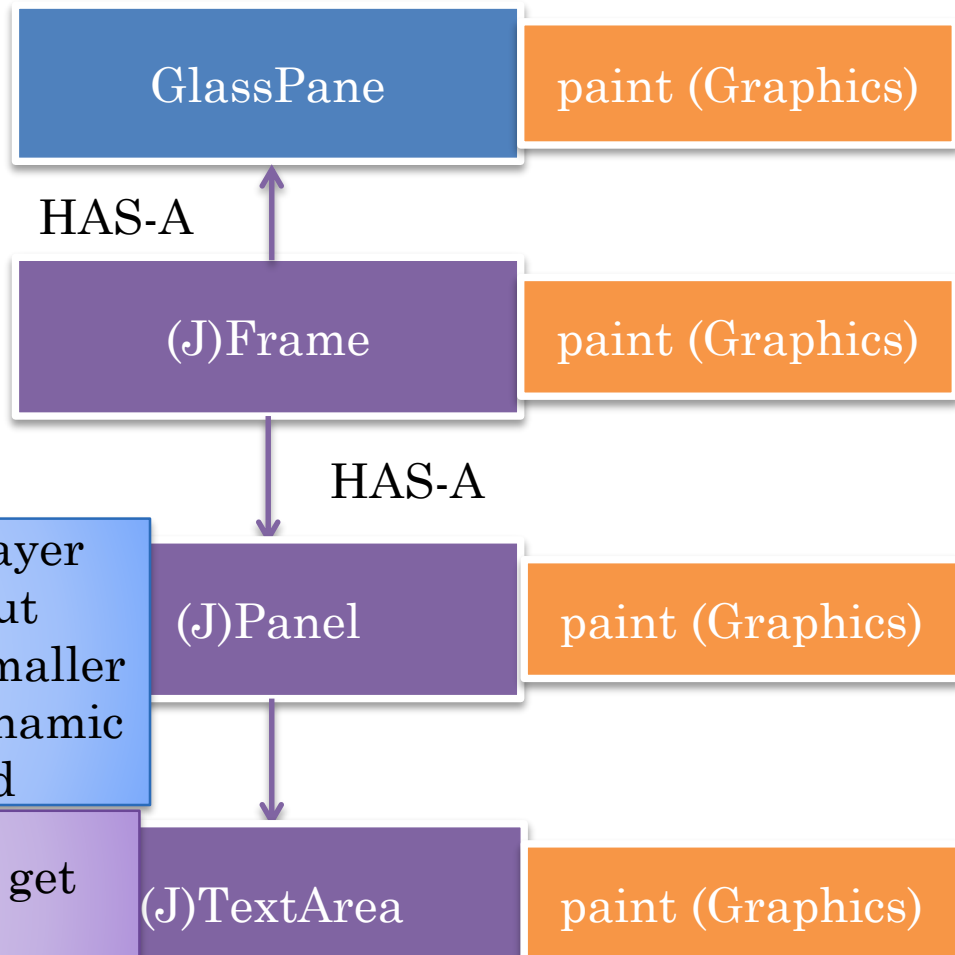 GlassPane
paint (Graphics)
HAS-A
(J)Frame
paint (Graphics)
HAS-A
(J)Panel
paint (Graphics)
(J)TextArea
paint (Graphics)
get